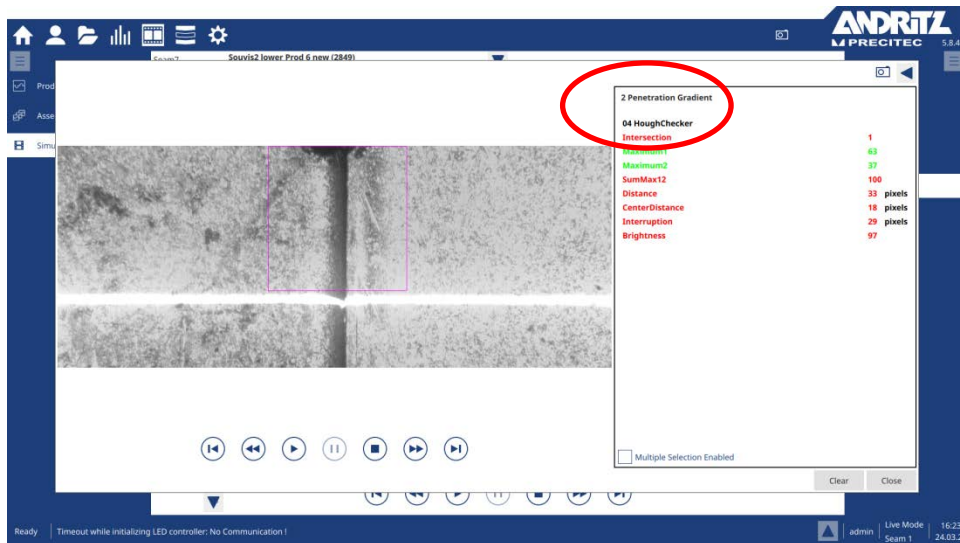 ANDRITZ
PRECITEC
5.8.4
Souvis2 lower Prod 6 new (2849)
Seam7
Prod
Asse
Simu
2 Penetration Gradient
04 HoughChecker
Intersection 1
Maximum1 63
Maximum2 37
SumMax12 100
Distance 33 pixels
CenterDistance 18 pixels
Interruption 29 pixels
Brightness 97
Multiple Selection Enabled
Clear Close
Ready Timeout while initializing LED controller: No Communication !
admin Live Mode 16:23
Seam 1 24.03.2